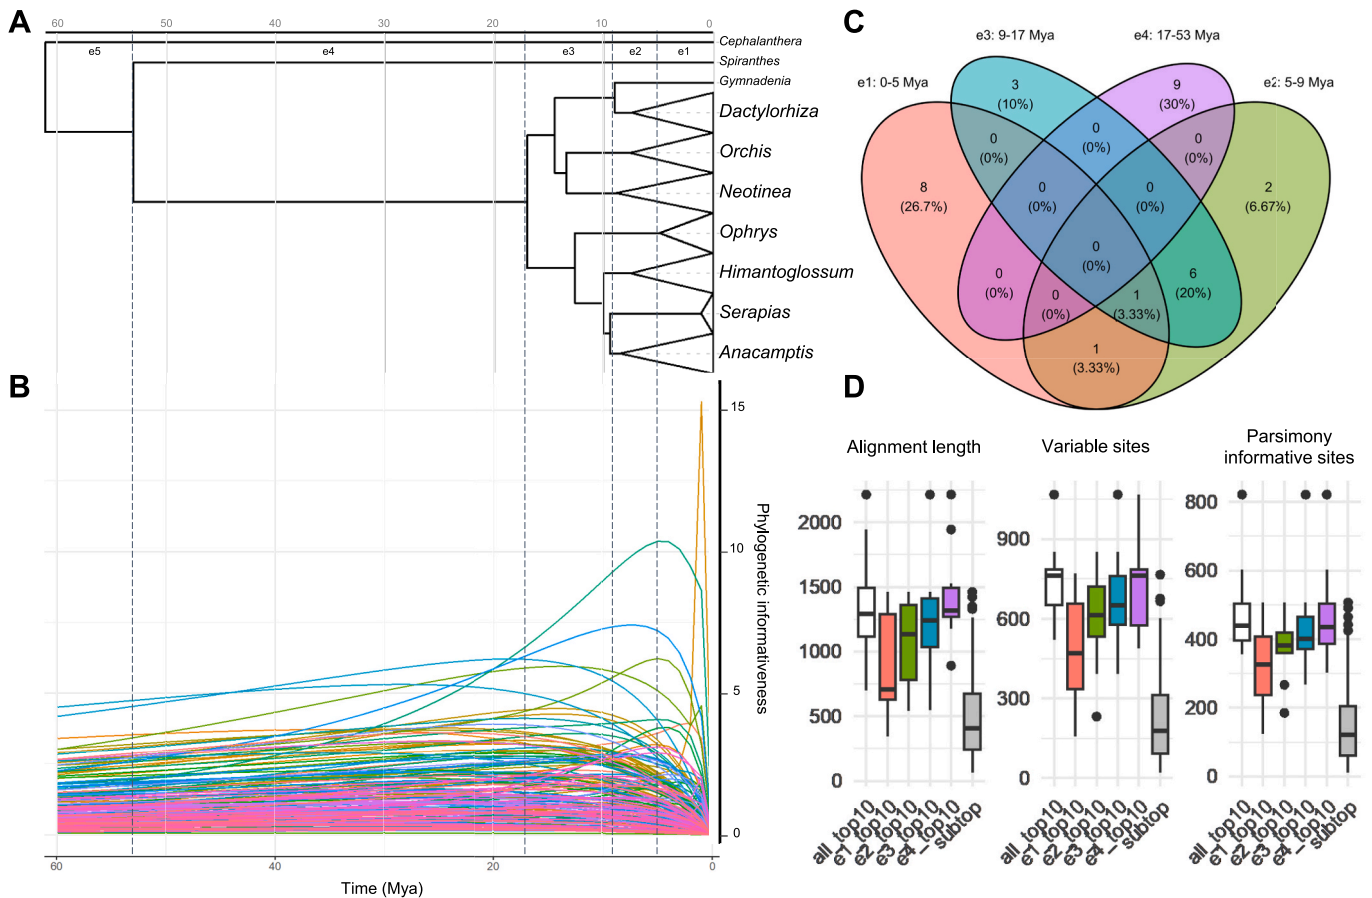 A
60 50 40 30 20 10 0
e5 e4 e3 e2 e1
Cephalanthera
Spiranthes
Gymnadenia
Dactylorhiza
Orchis
Neotinea
Ophrys
Himantoglossum
Serapias
Anacamptis
B
15
10
5
0
Phylogenetic informativeness
60 40 20 0
Time (Mya)
C
e3: 9-17 Mya
e4: 17-53 Mya
e1: 0-5 Mya
e2: 5-9 Mya
3
(10%)
9
(30%)
0
(0%)
0
(0%)
0
(0%)
8
(26.7%)
0
(0%)
0
(0%)
2
(6.67%)
0
(0%)
0
(0%)
6
(20%)
0
(0%)
1
(3.33%)
1
(3.33%)
D
Alignment length
2000
1500
1000
500
0
all_top10
e1_top10
e2_top10
e3_top10
e4_top10
_subtop
Variable sites
900
600
300
0
all_top10
e1_top10
e2_top10
e3_top10
e4_top10
_subtop
Parsimony
informative sites
800
600
400
200
0
all_top10
e1_top10
e2_top10
e3_top10
e4_top10
_subtop